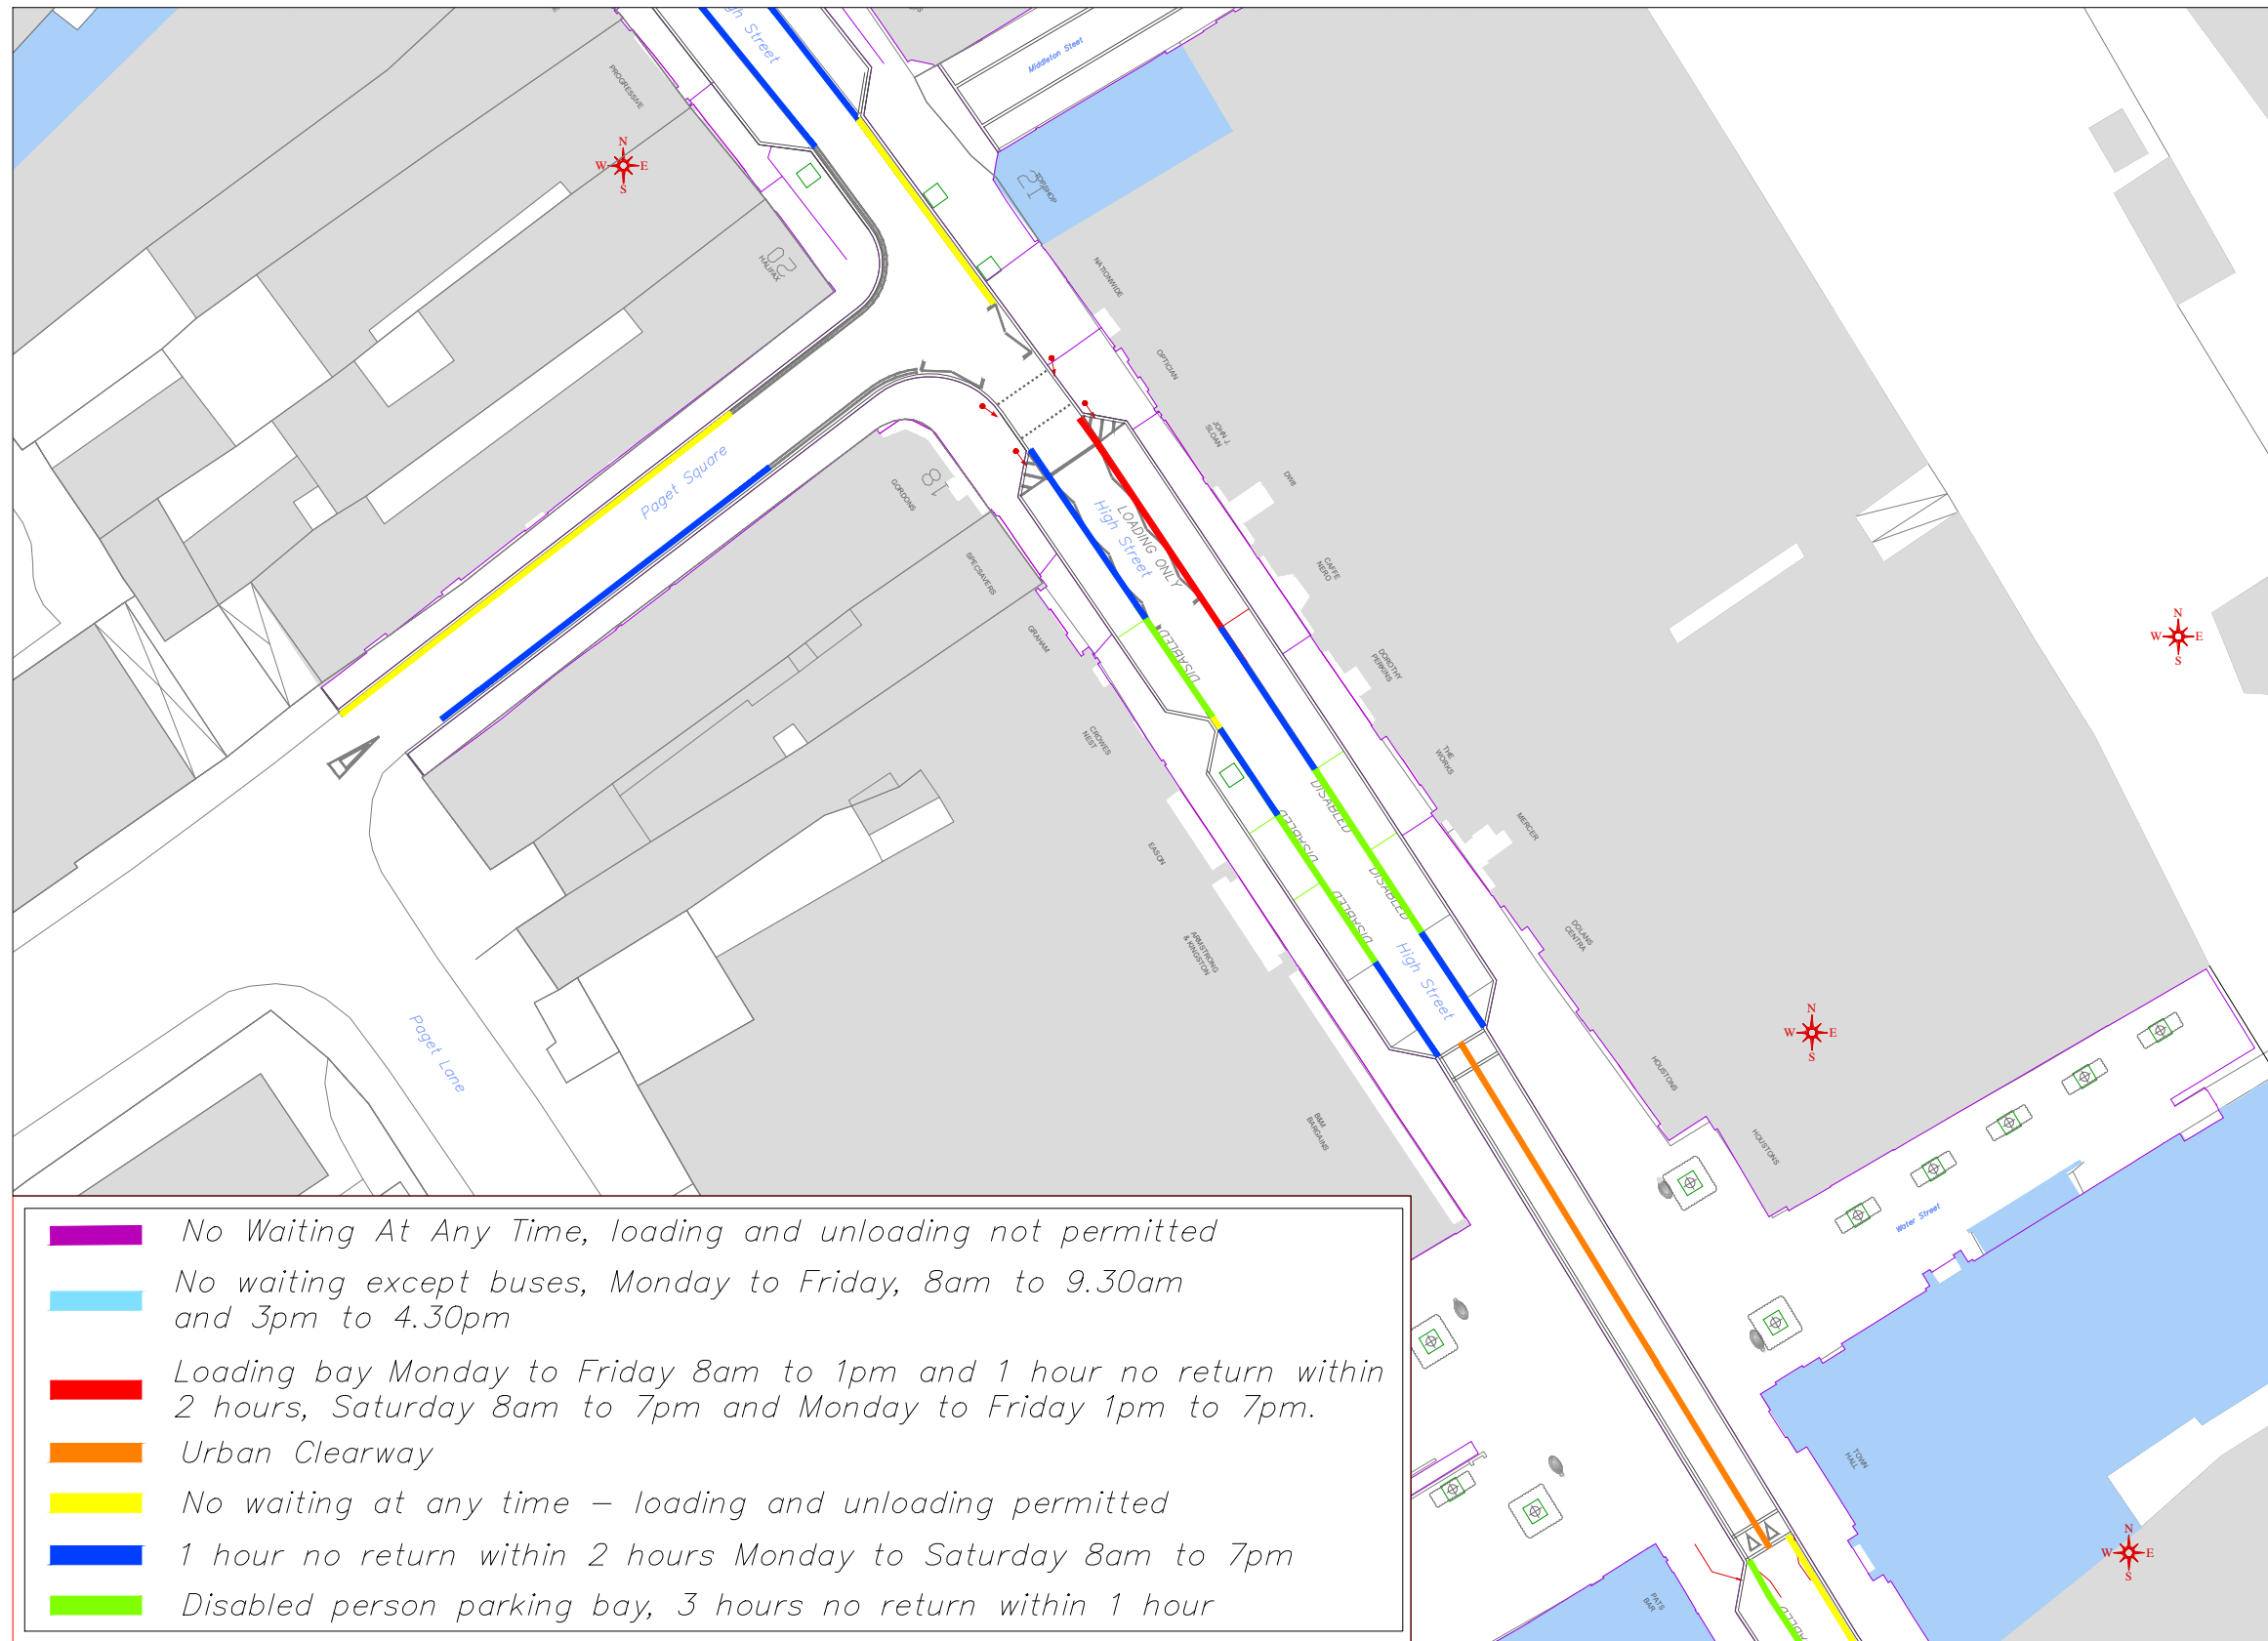 High Street
Middleton Steet
PROGRESSIVE
N
W E
S
21
TOPSHOP
20
HALIFAX
NATIONWIDE
OPTICIAN
JOHN J.
SLOAN
DW8
Paget Square
18
GORDONS
High Street
LOADING ONLY
CAFFE
NERO
SPECSAVERS
GRAHAM
DISABLED
DOROTHY
PERKINS
N
W E
S
CROWES
NEST
THE
WORKS
DISABLED
DISABLED
MERCER
EASON
DISABLED
DISABLED
ARMSTRONG
& KINGSTON
High Street
DOLANS
CENTRA
Paget Lane
N
W E
S
HOUSTONS
B&M
BARGAINS
HOUSTONS
Water Street
TOWN
HALL
N
W E
S
PATS
BAR
ABLED
No Waiting At Any Time, loading and unloading not permitted
No waiting except buses, Monday to Friday, 8am to 9.30am
and 3pm to 4.30pm
Loading bay Monday to Friday 8am to 1pm and 1 hour no return within
2 hours, Saturday 8am to 7pm and Monday to Friday 1pm to 7pm.
Urban Clearway
No waiting at any time – loading and unloading permitted
1 hour no return within 2 hours Monday to Saturday 8am to 7pm
Disabled person parking bay, 3 hours no return within 1 hour